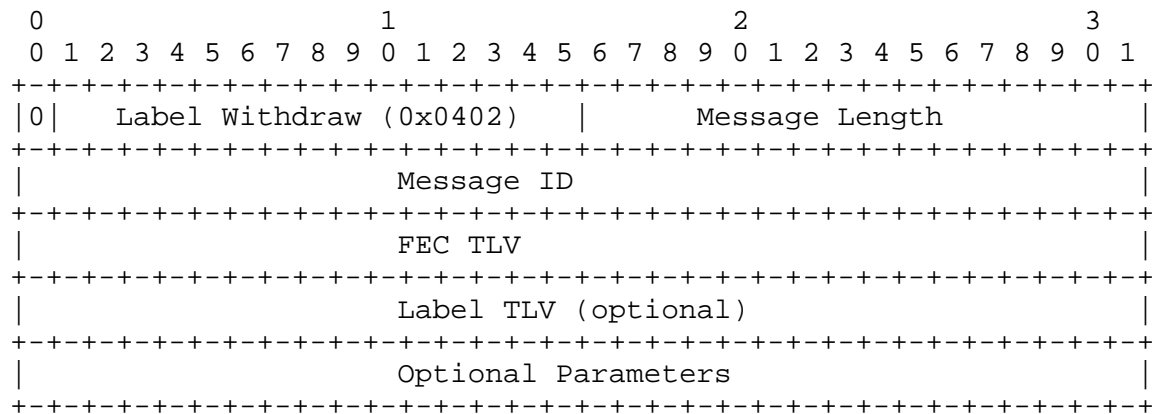 0                   1                   2                   3
 0 1 2 3 4 5 6 7 8 9 0 1 2 3 4 5 6 7 8 9 0 1 2 3 4 5 6 7 8 9 0 1
+-+-+-+-+-+-+-+-+-+-+-+-+-+-+-+-+-+-+-+-+-+-+-+-+-+-+-+-+-+-+-+-+
|0|   Label Withdraw (0x0402)   |      Message Length           |
+-+-+-+-+-+-+-+-+-+-+-+-+-+-+-+-+-+-+-+-+-+-+-+-+-+-+-+-+-+-+-+-+
|                     Message ID                                |
+-+-+-+-+-+-+-+-+-+-+-+-+-+-+-+-+-+-+-+-+-+-+-+-+-+-+-+-+-+-+-+-+
|                     FEC TLV                                   |
+-+-+-+-+-+-+-+-+-+-+-+-+-+-+-+-+-+-+-+-+-+-+-+-+-+-+-+-+-+-+-+-+
|                     Label TLV (optional)                      |
+-+-+-+-+-+-+-+-+-+-+-+-+-+-+-+-+-+-+-+-+-+-+-+-+-+-+-+-+-+-+-+-+
|                     Optional Parameters                       |
+-+-+-+-+-+-+-+-+-+-+-+-+-+-+-+-+-+-+-+-+-+-+-+-+-+-+-+-+-+-+-+-+